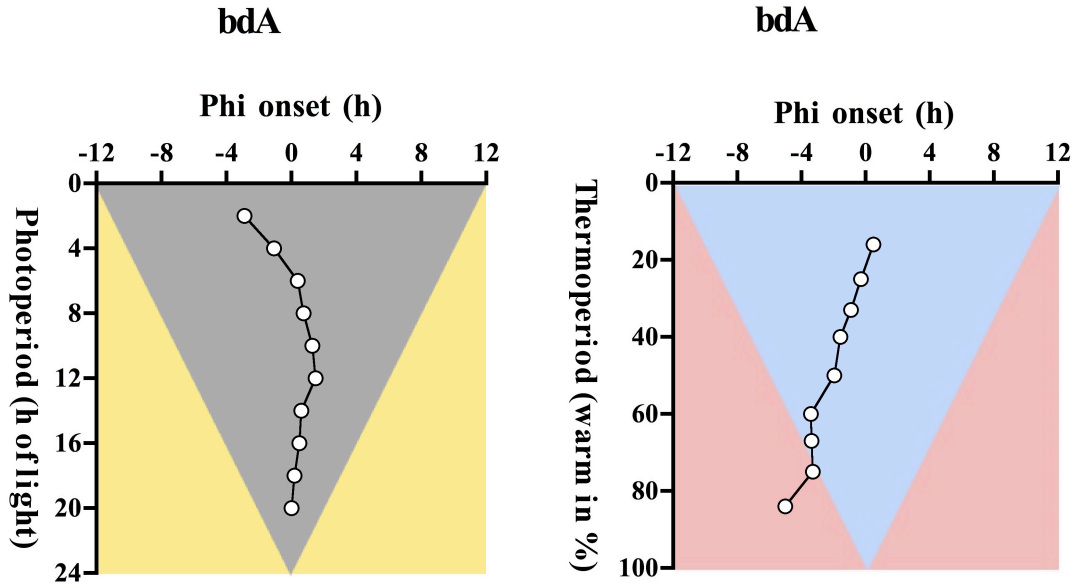 bdA
Phi onset (h)
-12 -8 -4 0 4 8 12
0
4
8
12
16
20
24
Photoperiod (h of light)
bdA
Phi onset (h)
-12 -8 -4 0 4 8 12
0
20
40
60
80
100
Thermoperiod (warm in %)